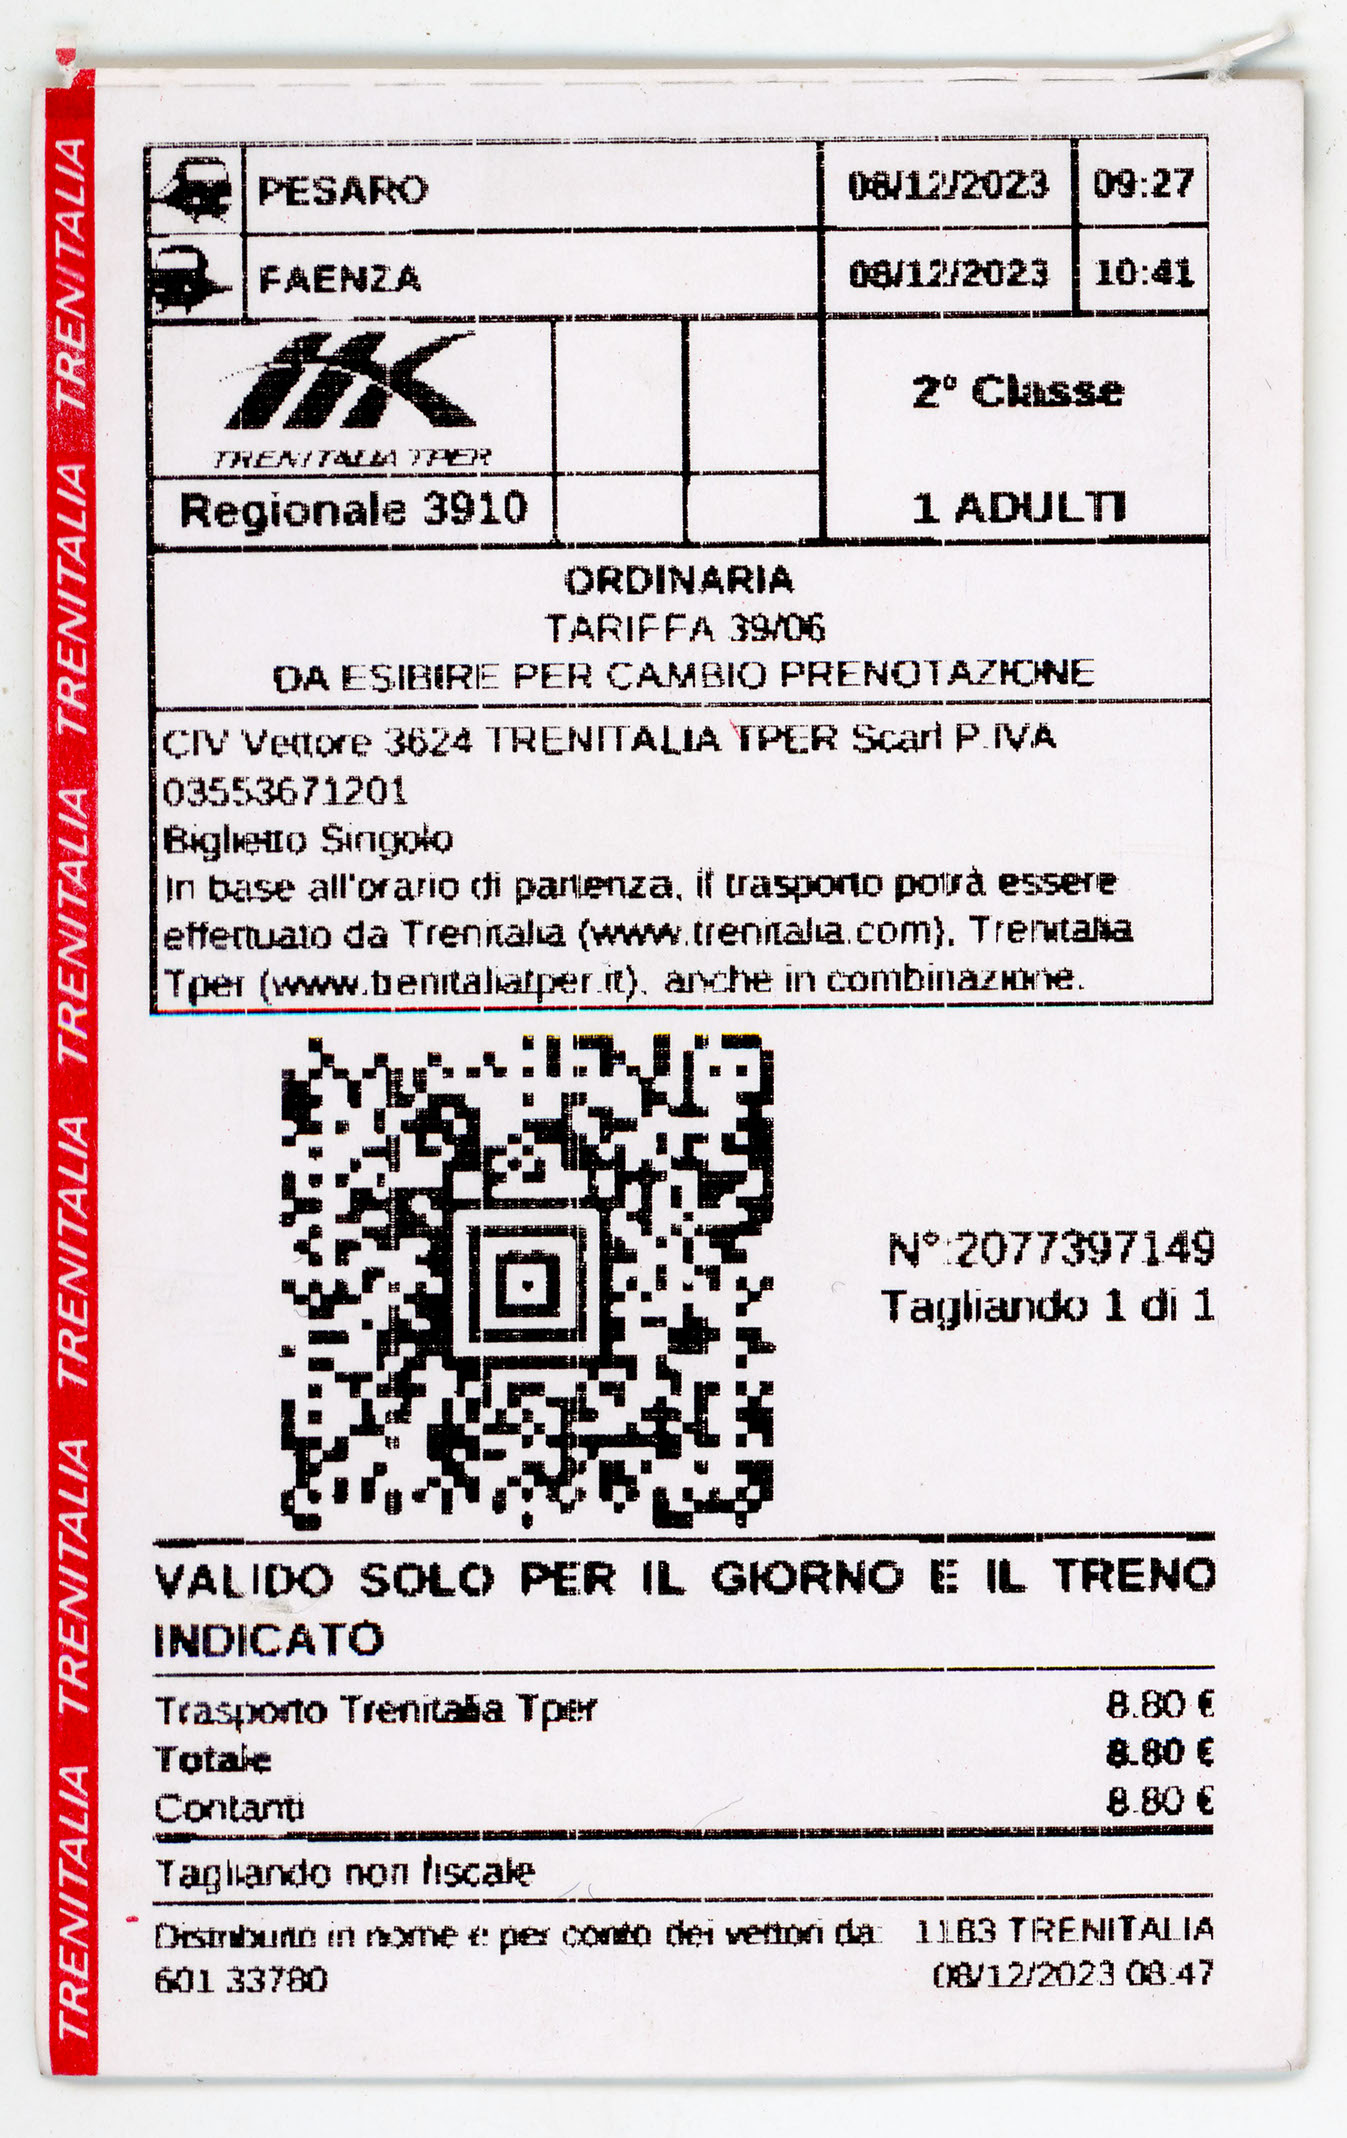 PESARO 08/12/2023 09:27
FAENZA 08/12/2023 10:41
TRENITALIA TPER
2° Classe
Regionale 3910
1 ADULTI
ORDINARIA
TARIFFA 39/06
DA ESIBIRE PER CAMBIO PRENOTAZIONE
CIV Vettore 3624 TRENITALIA TPER Scarl P.IVA
03553671201
Biglietto Singolo
In base all'orario di partenza, il trasporto potrà essere
effettuato da Trenitalia (www.trenitalia.com), Trenitalia
Tper (www.trenitaliatper.it), anche in combinazione.
N°:2077397149
Tagliando 1 di 1
VALIDO SOLO PER IL GIORNO E IL TRENO
INDICATO
Trasporto Trenitalia Tper 8.80 €
Totale 8.80 €
Contanti 8.80 €
Tagliando non fiscale
Distribuito in nome e per conto dei vettori da: 1183 TRENITALIA
601 33780 08/12/2023 08:47
TRENITALIA TRENITALIA TRENITALIA TRENITALIA TRENITALIA TRENITALIA